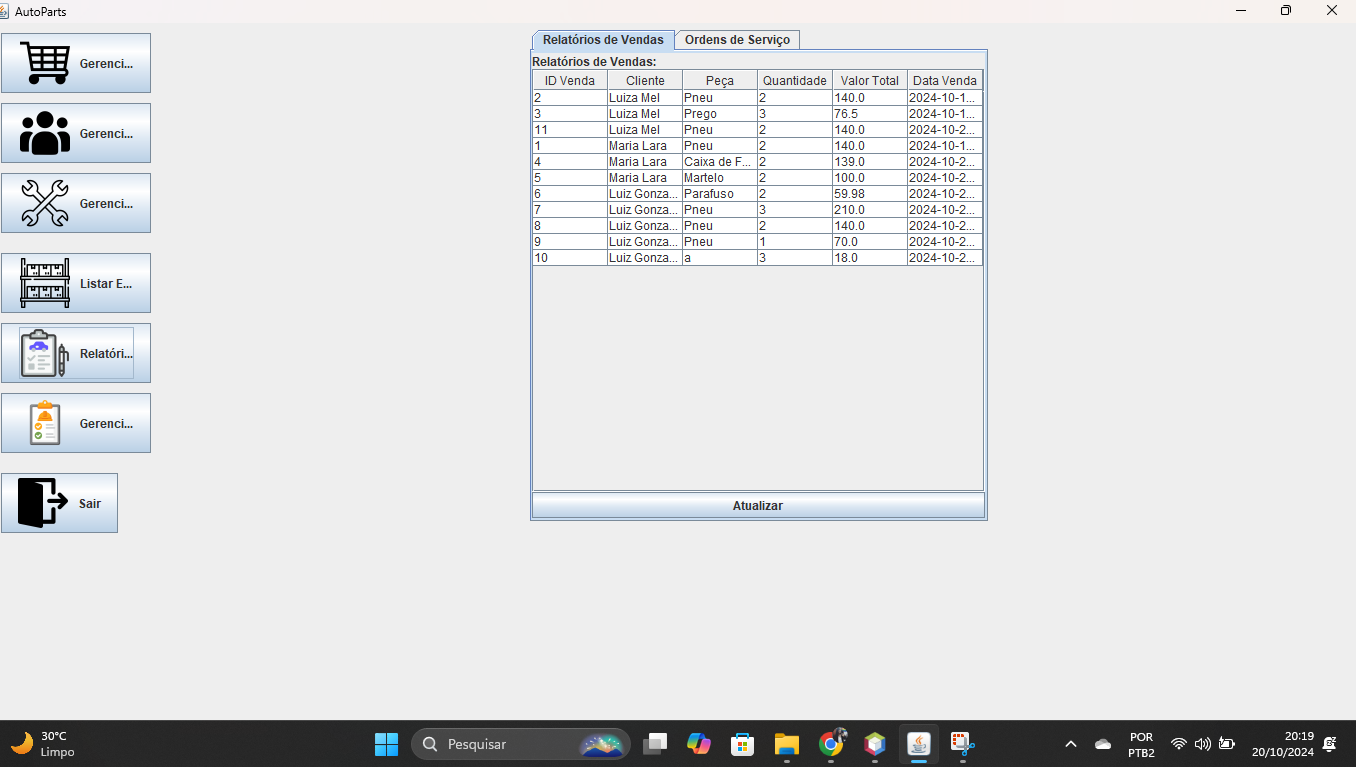 AutoParts
Gerenci...
Gerenci...
Gerenci...
Listar E...
Relatóri...
Gerenci...
Sair
Relatórios de Vendas Ordens de Serviço
Relatórios de Vendas:
ID Venda Cliente Peça Quantidade Valor Total Data Venda
2 Luiza Mel Pneu 2 140.0 2024-10-1...
3 Luiza Mel Prego 3 76.5 2024-10-1...
11 Luiza Mel Pneu 2 140.0 2024-10-2...
1 Maria Lara Pneu 2 140.0 2024-10-1...
4 Maria Lara Caixa de F... 2 139.0 2024-10-2...
5 Maria Lara Martelo 2 100.0 2024-10-2...
6 Luiz Gonza... Parafuso 2 59.98 2024-10-2...
7 Luiz Gonza... Pneu 3 210.0 2024-10-2...
8 Luiz Gonza... Pneu 2 140.0 2024-10-2...
9 Luiz Gonza... Pneu 1 70.0 2024-10-2...
10 Luiz Gonza... a 3 18.0 2024-10-2...
Atualizar
30°C
Limpo
Pesquisar
POR
PTB2
20:19
20/10/2024